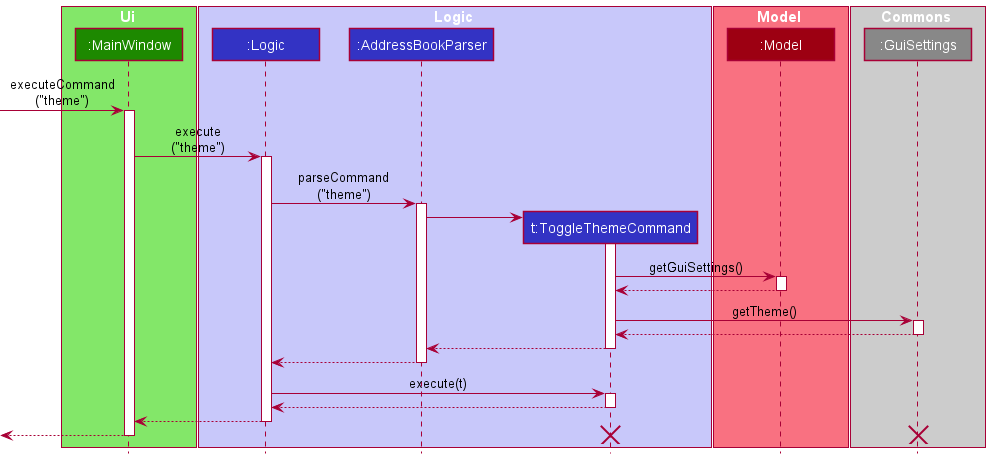 Ui
Logic
Model
Commons
:MainWindow
:Logic
:AddressBookParser
:Model
:GuiSettings
executeCommand
("theme")
execute
("theme")
parseCommand
("theme")
t:ToggleThemeCommand
getGuiSettings()
getTheme()
execute(t)